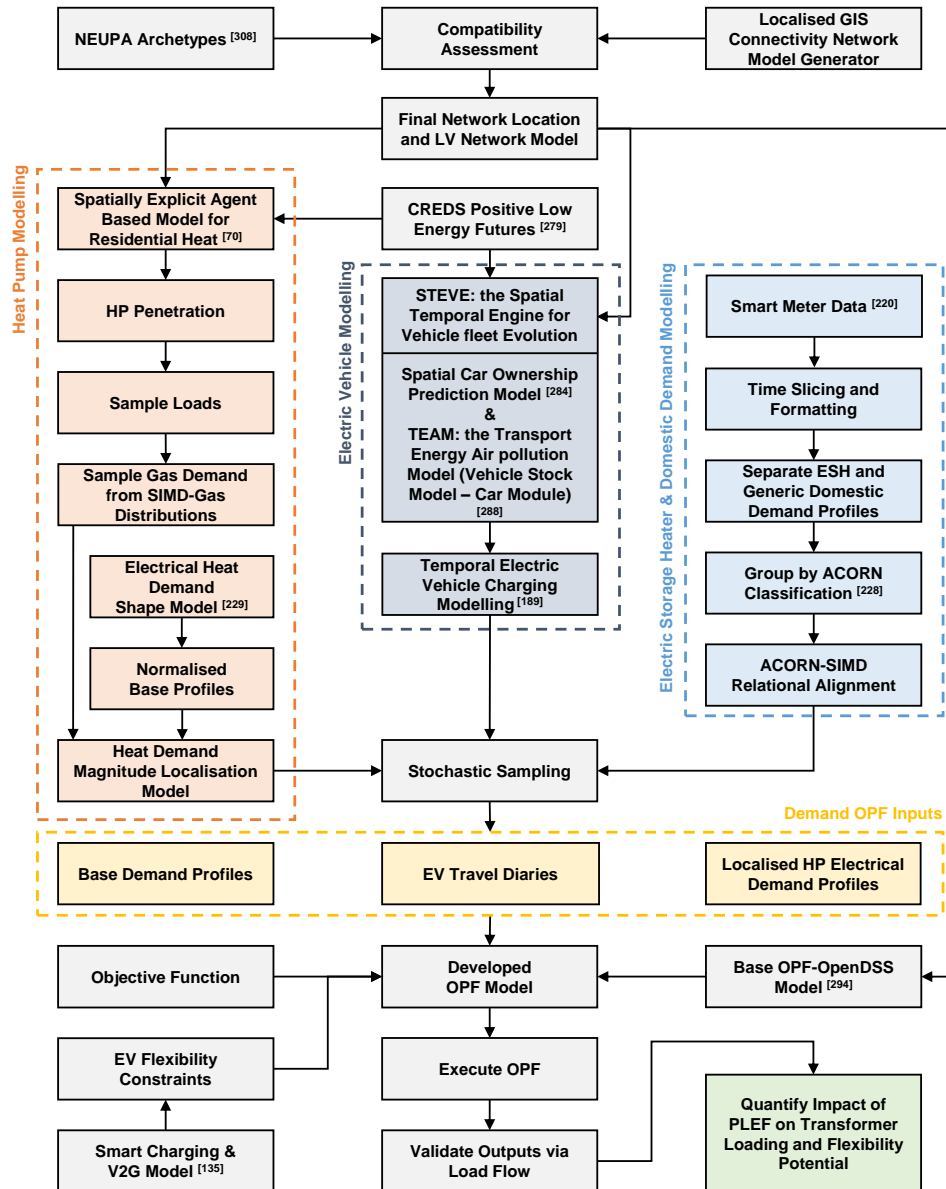 NEUPA Archetypes [308]
Compatibility
Assessment
Localised GIS
Connectivity Network
Model Generator
Final Network Location
and LV Network Model
Heat Pump Modelling
Spatially Explicit Agent
Based Model for
Residential Heat [70]
HP Penetration
Sample Loads
Sample Gas Demand
from SIMD-Gas
Distributions
Electrical Heat
Demand
Shape Model [229]
Normalised
Base Profiles
Heat Demand
Magnitude Localisation
Model
CREDS Positive Low
Energy Futures [279]
Electric Vehicle Modelling
STEVE: the Spatial
Temporal Engine for
Vehicle fleet Evolution
Spatial Car Ownership
Prediction Model [284]
&
TEAM: the Transport
Energy Air pollution
Model (Vehicle Stock
Model – Car Module)
[288]
Temporal Electric
Vehicle Charging
Modelling [189]
Stochastic Sampling
Electric Storage Heater & Domestic Demand Modelling
Smart Meter Data [220]
Time Slicing and
Formatting
Separate ESH and
Generic Domestic
Demand Profiles
Group by ACORN
Classification [228]
ACORN-SIMD
Relational Alignment
Demand OPF Inputs
Base Demand Profiles
EV Travel Diaries
Localised HP Electrical
Demand Profiles
Objective Function
Developed
OPF Model
Base OPF-OpenDSS
Model [294]
EV Flexibility
Constraints
Execute OPF
Smart Charging &
V2G Model [135]
Validate Outputs via
Load Flow
Quantify Impact of
PLEF on Transformer
Loading and Flexibility
Potential